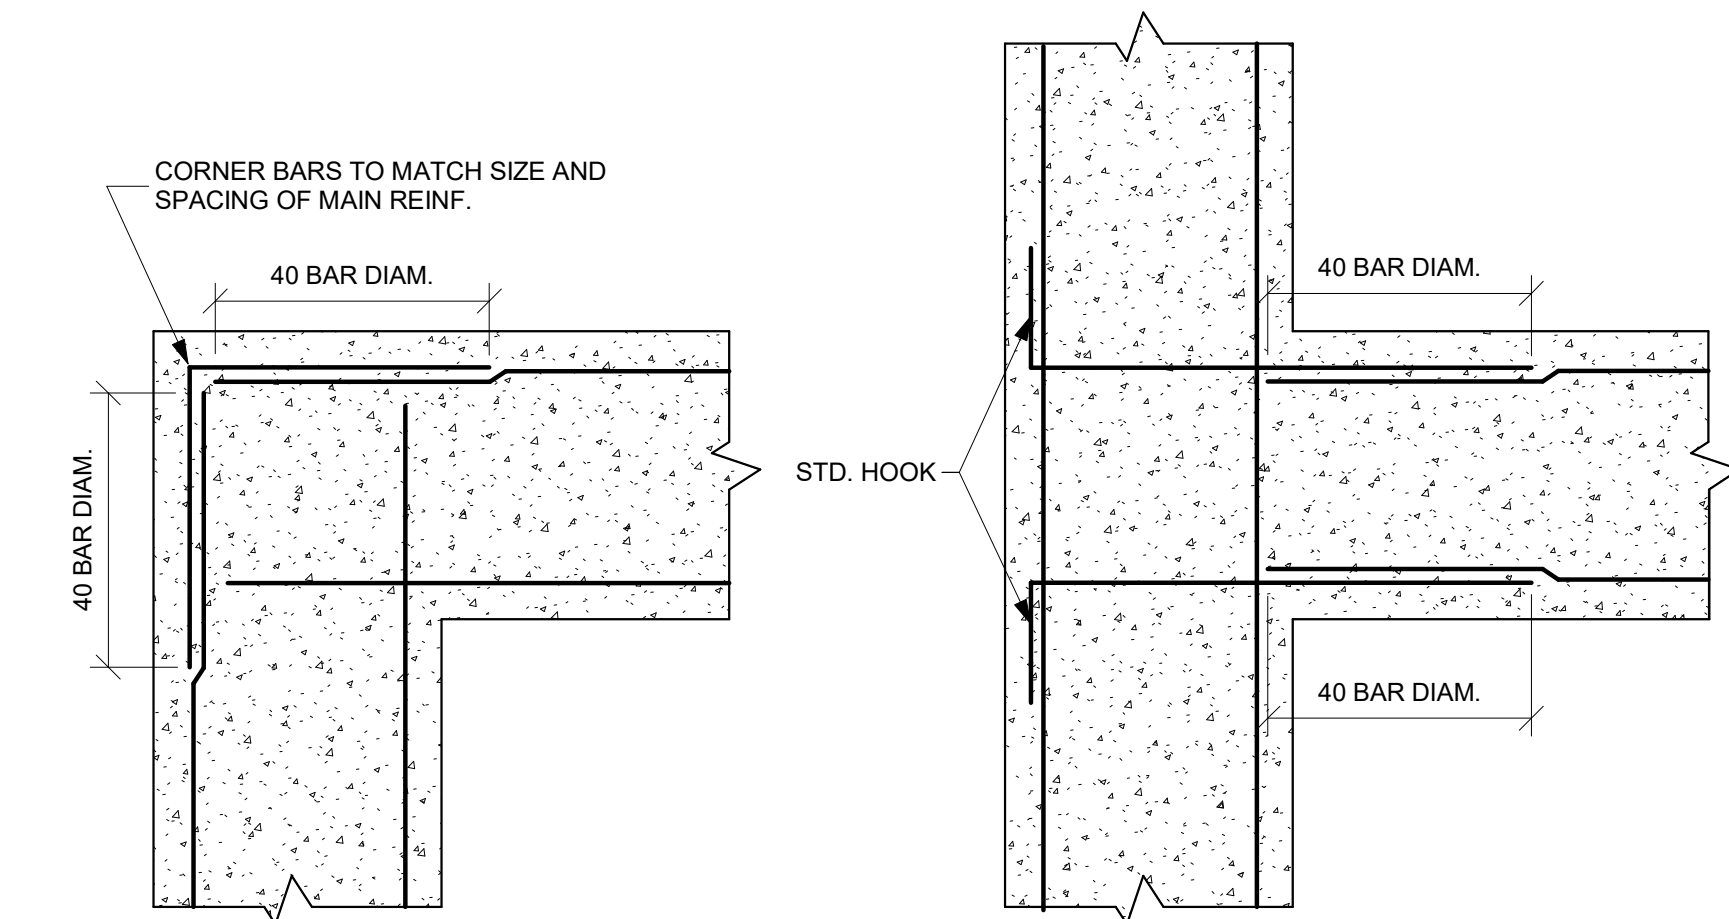 CORNER BARS TO MATCH SIZE AND
SPACING OF MAIN REINF.
40 BAR DIAM.
40 BAR DIAM.
STD. HOOK
40 BAR DIAM.
40 BAR DIAM.